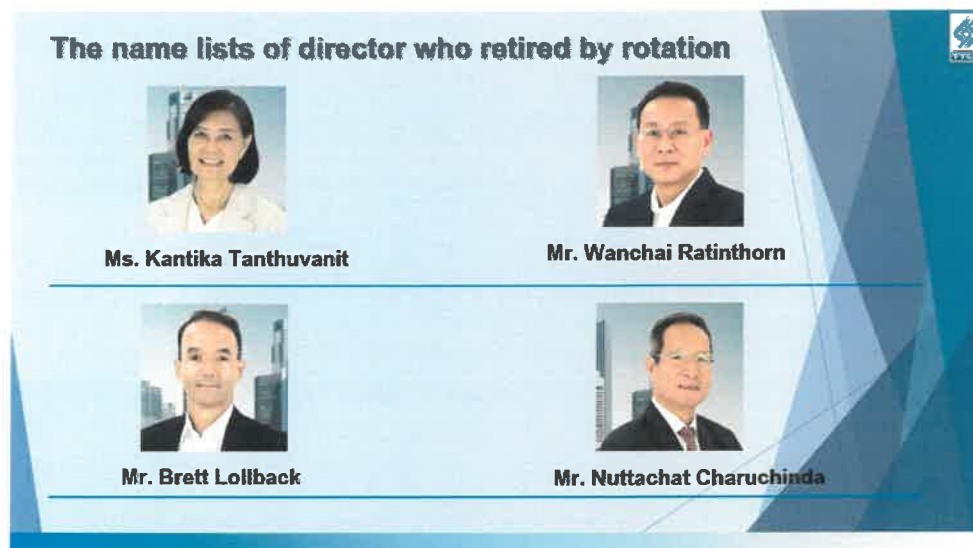 The name lists of director who retired by rotation
Ms. Kantika Tanthuvanit
Mr. Wanchai Ratinthorn
Mr. Brett Lollback
Mr. Nuttachat Charuchinda